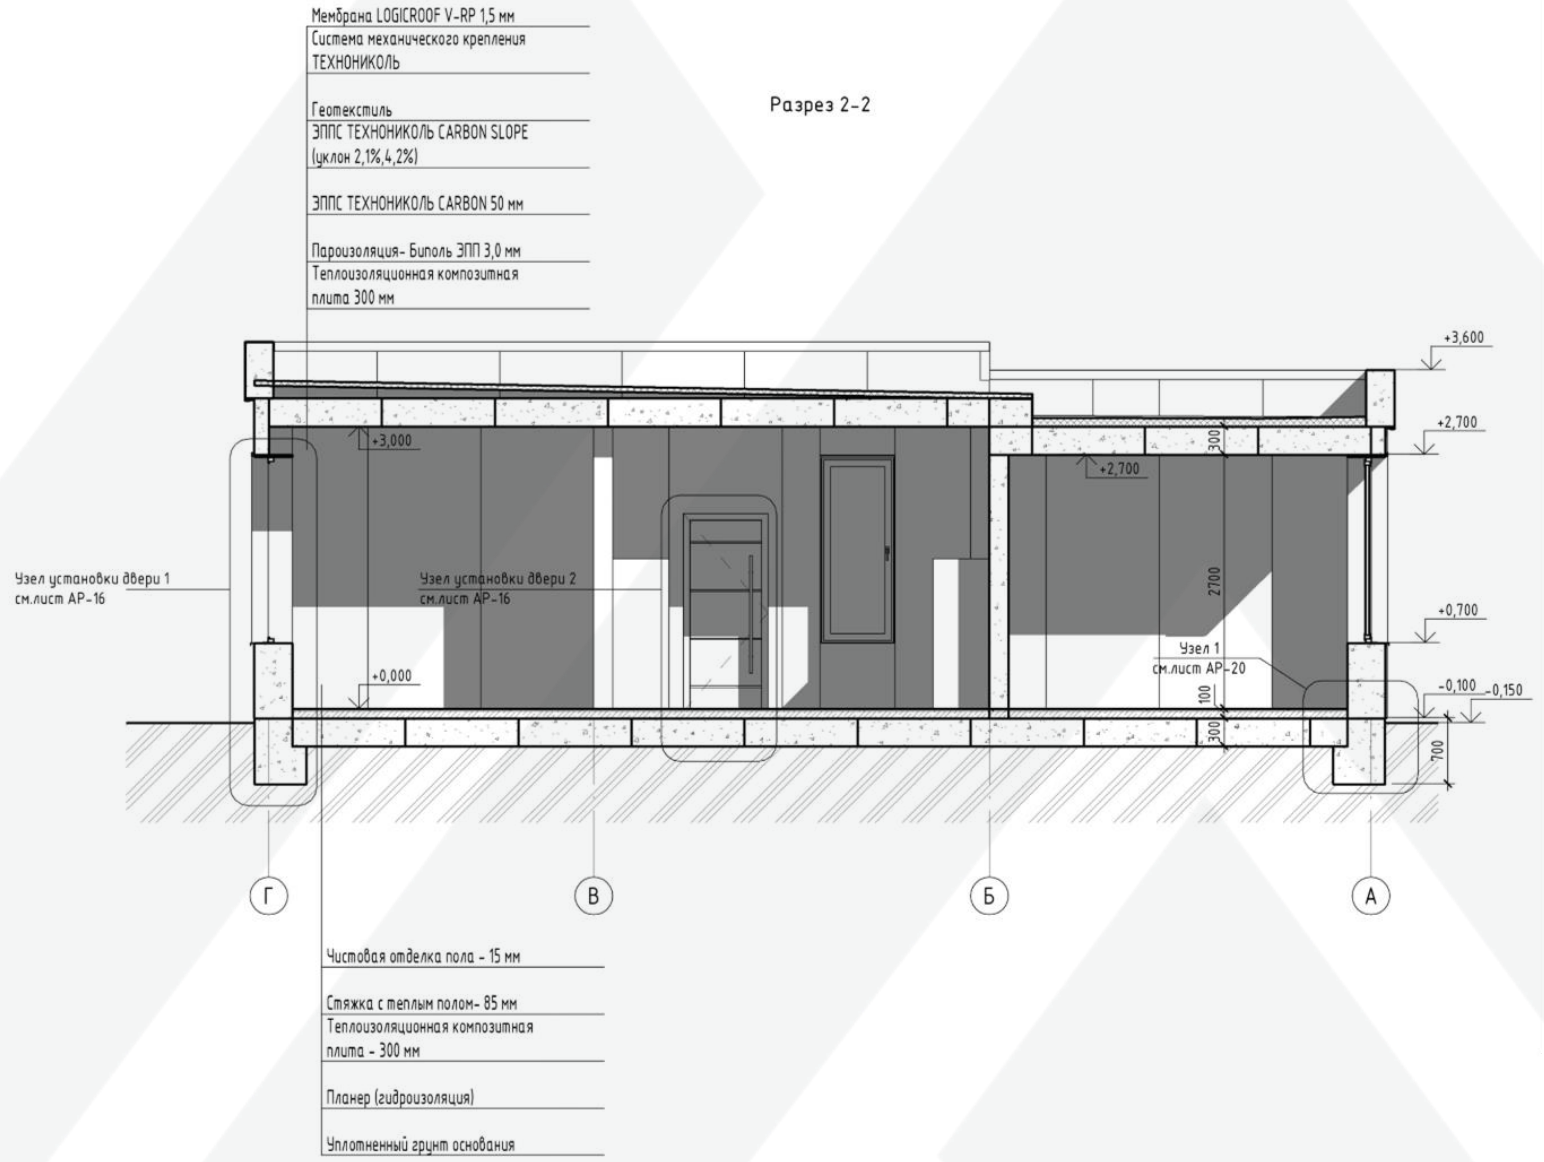 Мембрана LOGICROOF V-RP 1,5 мм
Система механического крепления
ТЕХНОНИКОЛЬ
Геотекстиль
ЭППС ТЕХНОНИКОЛЬ CARBON SLOPE
(уклон 2,1%,4,2%)
ЭППС ТЕХНОНИКОЛЬ CARBON 50 мм
Пароизоляция- Биполь ЭПП 3,0 мм
Теплоизоляционная композитная
плита 300 мм
Разрез 2-2
+3,600
+3,000
300
+2,700
+2,700
Узел установки двери 1
см.лист АР-16
Узел установки двери 2
см.лист АР-16
2700
+0,700
Узел 1
см.лист АР-20
+0,000
100
-0,100
-0,150
300
700
Г
В
Б
А
Чистовая отделка пола - 15 мм
Стяжка с теплым полом- 85 мм
Теплоизоляционная композитная
плита - 300 мм
Планер (гидроизоляция)
Уплотненный грунт основания